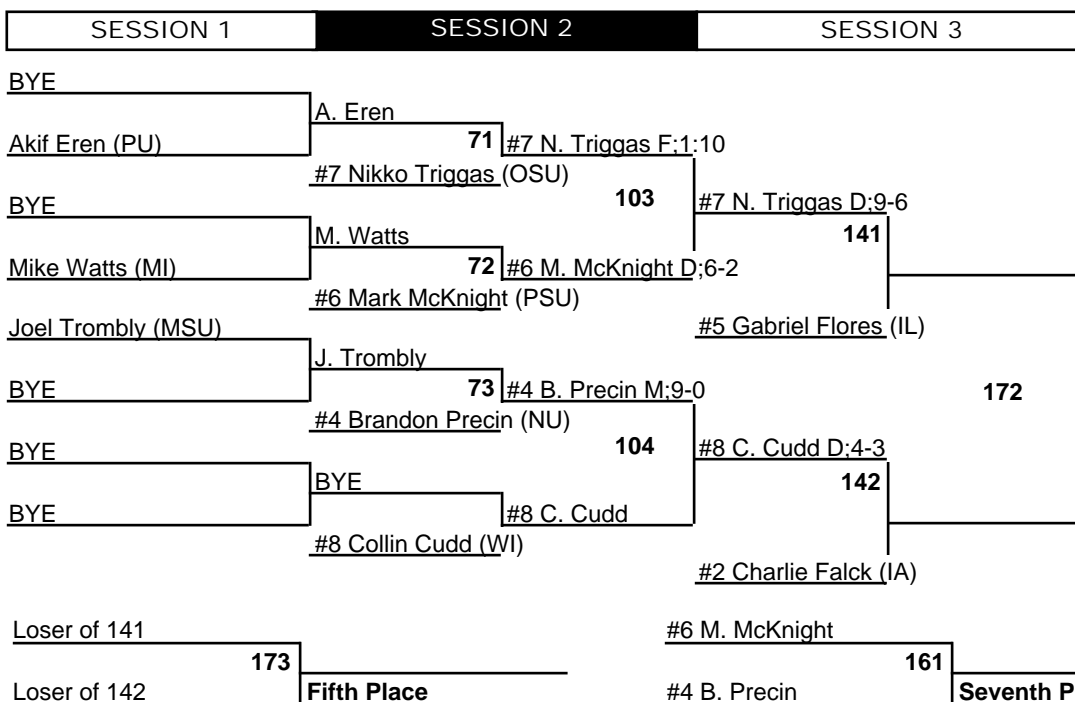 SESSION 1 SESSION 2 SESSION 3
BYE
A. Eren
Akif Eren (PU) 71 #7 N. Triggas F;1:10
#7 Nikko Triggas (OSU)
BYE 103 #7 N. Triggas D;9-6
M. Watts 141
Mike Watts (MI) 72 #6 M. McKnight D;6-2
#6 Mark McKnight (PSU)
Joel Trombly (MSU) #5 Gabriel Flores (IL)
J. Trombly
BYE 73 #4 B. Precin M;9-0 172
#4 Brandon Precin (NU)
BYE 104 #8 C. Cudd D;4-3
BYE 142
BYE #8 C. Cudd
#8 Collin Cudd (WI)
#2 Charlie Falck (IA)
Loser of 141 #6 M. McKnight
173 161
Loser of 142 Fifth Place #4 B. Precin Seventh P